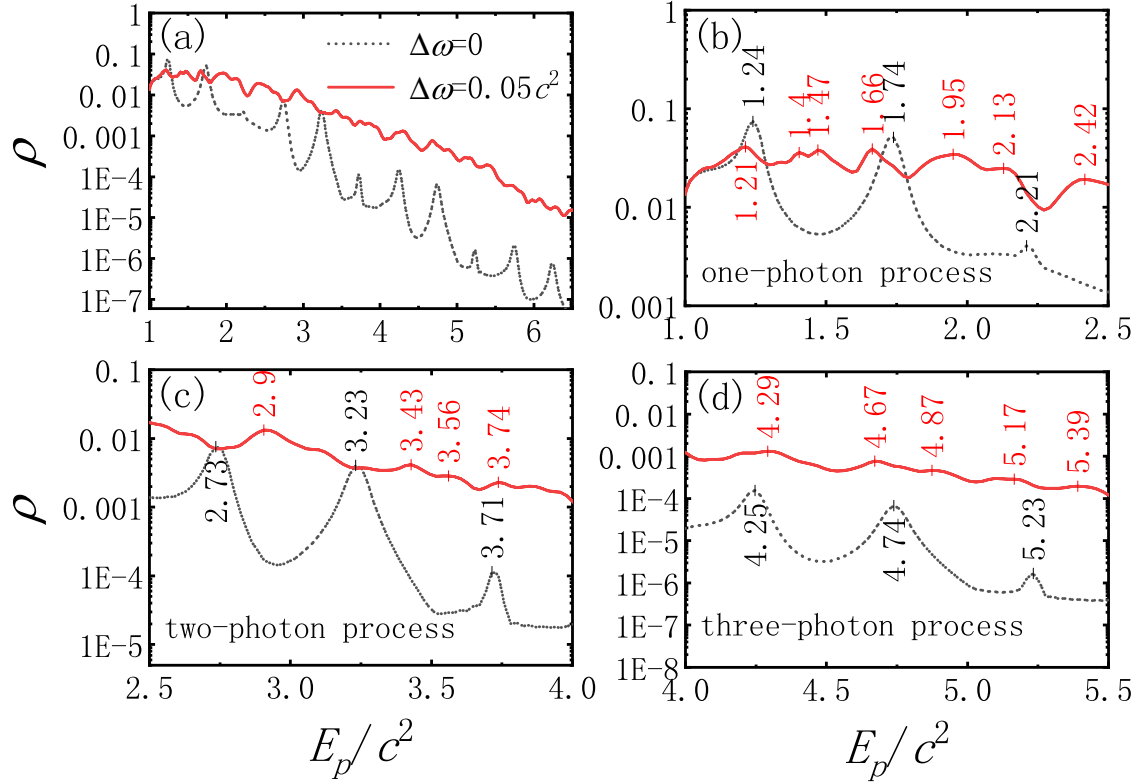 (a)
Δω=0
Δω=0.05c²
0.1
0.01
0.001
1E-4
1E-5
1E-6
1E-7
ρ
1 2 3 4 5 6
(b)
1
0.1
0.01
0.001
1.24
1.4
1.47
1.66
1.74
1.95
2.13
2.42
1.21
2.21
one-photon process
1.0 1.5 2.0 2.5
(c)
0.1
0.01
0.001
1E-4
1E-5
ρ
2.9
3.23
3.43
3.56
3.74
2.73
3.71
two-photon process
2.5 3.0 3.5 4.0
E_p/c²
(d)
0.1
0.01
0.001
1E-4
1E-5
1E-6
1E-7
1E-8
4.29
4.67
4.87
5.17
5.39
4.25
4.74
5.23
three-photon process
4.0 4.5 5.0 5.5
E_p/c²